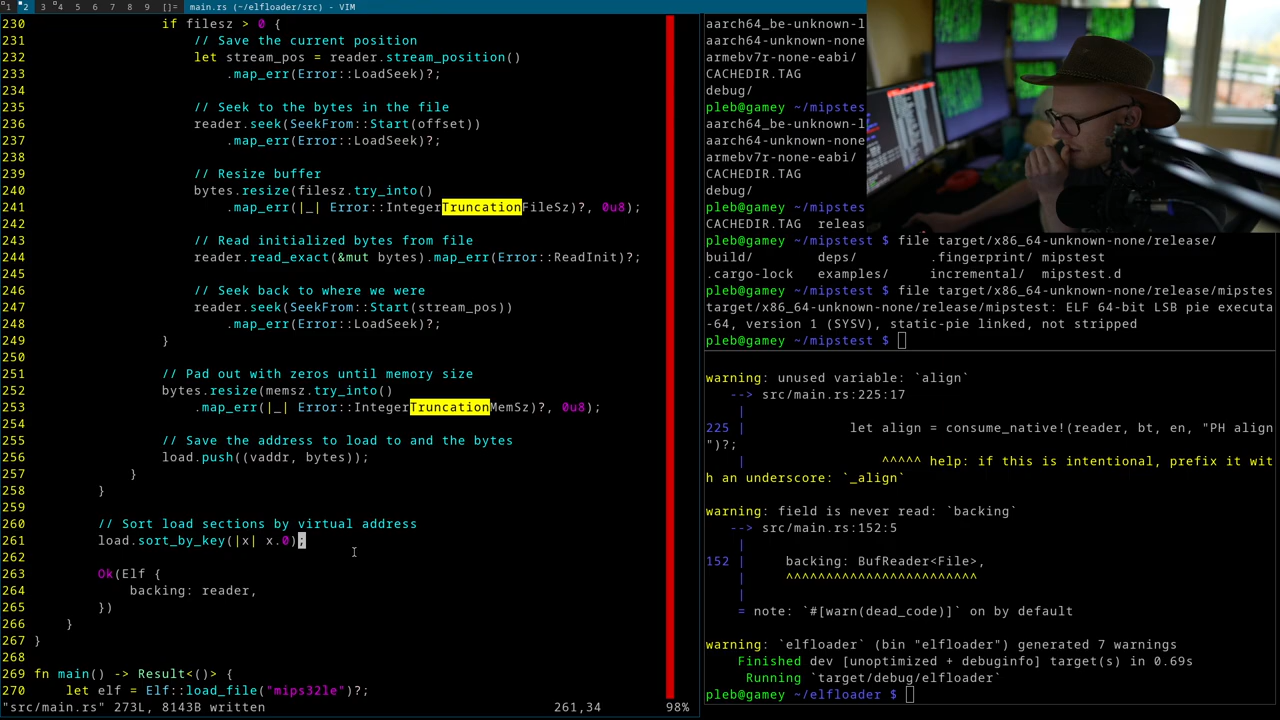 1 2 3 4 5 6 7 8 9 []= main.rs (~/elfloader/src) - VIM
230 if filesz > 0 {
231 // Save the current position
232 let stream_pos = reader.stream_position()
233 .map_err(Error::LoadSeek)?;
234
235 // Seek to the bytes in the file
236 reader.seek(SeekFrom::Start(offset))
237 .map_err(Error::LoadSeek)?;
238
239 // Resize buffer
240 bytes.resize(filesz.try_into()
241 .map_err(|_| Error::IntegerTruncationFileSz)?, 0u8);
242
243 // Read initialized bytes from file
244 reader.read_exact(&mut bytes).map_err(Error::ReadInit)?;
245
246 // Seek back to where we were
247 reader.seek(SeekFrom::Start(stream_pos))
248 .map_err(Error::LoadSeek)?;
249 }
250
251 // Pad out with zeros until memory size
252 bytes.resize(memsz.try_into()
253 .map_err(|_| Error::IntegerTruncationMemSz)?, 0u8);
254
255 // Save the address to load to and the bytes
256 load.push((vaddr, bytes));
257 }
258 }
259
260 // Sort load sections by virtual address
261 load.sort_by_key(|x| x.0);
262
263 Ok(Elf {
264 backing: reader,
265 })
266 }
267 }
268
269 fn main() -> Result<()> {
270 let elf = Elf::load_file("mips32le")?;
"src/main.rs" 273L, 8143B written 261,34 98%
aarch64_be-unknown-l
aarch64-unknown-none
armebv7r-none-eabi/
CACHEDIR.TAG
debug/
pleb@gamey ~/mipstes
aarch64_be-unknown-l
aarch64-unknown-none
armebv7r-none-eabi/
CACHEDIR.TAG
debug/
pleb@gamey ~/mipstes
CACHEDIR.TAG releas
pleb@gamey ~/mipstest $ file target/x86_64-unknown-none/release/
build/ deps/ .fingerprint/ mipstest
.cargo-lock examples/ incremental/ mipstest.d
pleb@gamey ~/mipstest $ file target/x86_64-unknown-none/release/mipstes
target/x86_64-unknown-none/release/mipstest: ELF 64-bit LSB pie executa
-64, version 1 (SYSV), static-pie linked, not stripped
pleb@gamey ~/mipstest $
warning: unused variable: `align`
--> src/main.rs:225:17
|
225 | let align = consume_native!(reader, bt, en, "PH align
")?;
| ^^^^^ help: if this is intentional, prefix it wit
h an underscore: `_align`
warning: field is never read: `backing`
--> src/main.rs:152:5
|
152 | backing: BufReader<File>,
| ^^^^^^^^^^^^^^^^^^^^^^^^
|
= note: `#[warn(dead_code)]` on by default
warning: `elfloader` (bin "elfloader") generated 7 warnings
Finished dev [unoptimized + debuginfo] target(s) in 0.69s
Running `target/debug/elfloader`
pleb@gamey ~/elfloader $